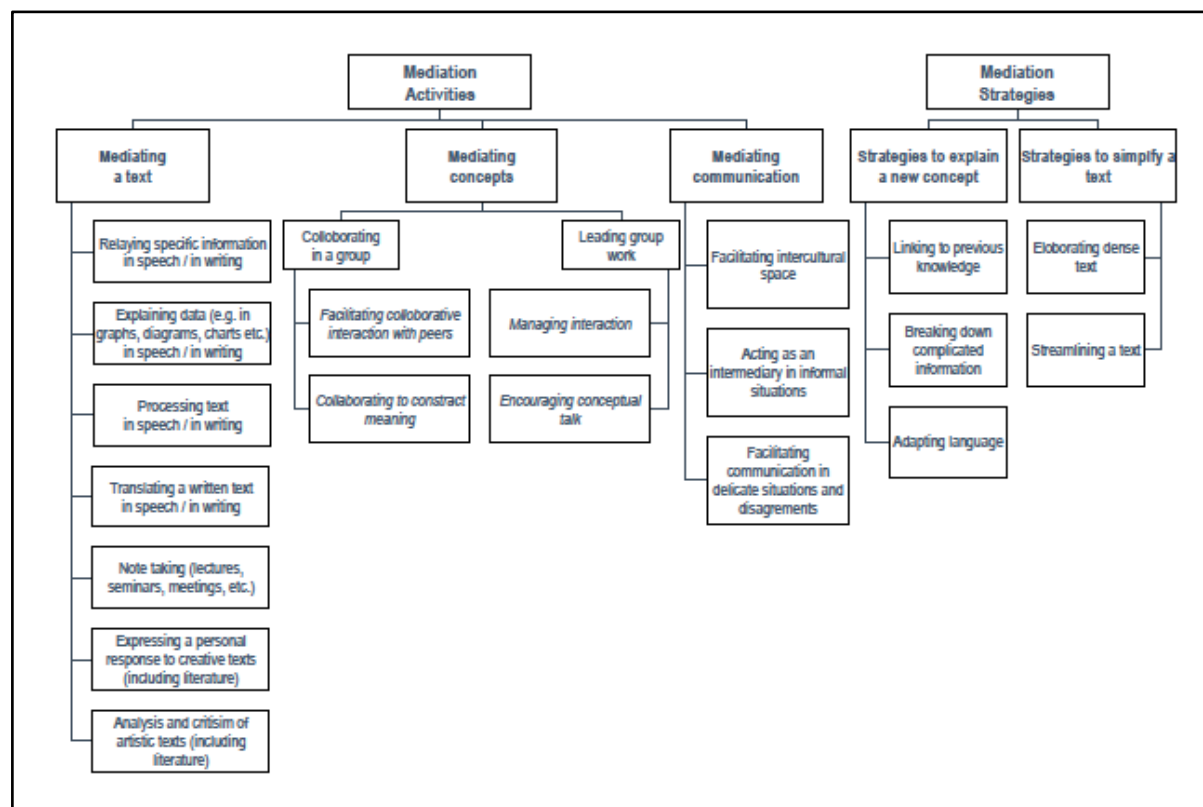 Mediation
Activities
Mediation
Strategies
Mediating
a text
Mediating
concepts
Mediating
communication
Strategies to explain
a new concept
Strategies to simplfy a
text
Relaying specific information
in speech / in writing
Explaining data (e.g. in
graphs, diagrams, charts etc.)
in speech / in writing
Processing text
in speech / in writing
Translating a written text
in speech / in writing
Note taking (lectures,
seminars, meetings, etc.)
Expressing a personal
response to creative texts
(including literature)
Analysis and critisim of
artistic texts (including
literature)
Colloborating
in a group
Facilitating colaborative
interaction with peers
Collaborating to constract
meaning
Leading group
work
Managing interaction
Encouraging conceptual
talk
Facilitating intercultural
space
Acting as an
intermediary in informal
situations
Facilitating
communication in
delicate situations and
disagrements
Linking to previous
knowledge
Breaking down
complicated
information
Adapting language
Eloborating dense
text
Streamlining a text